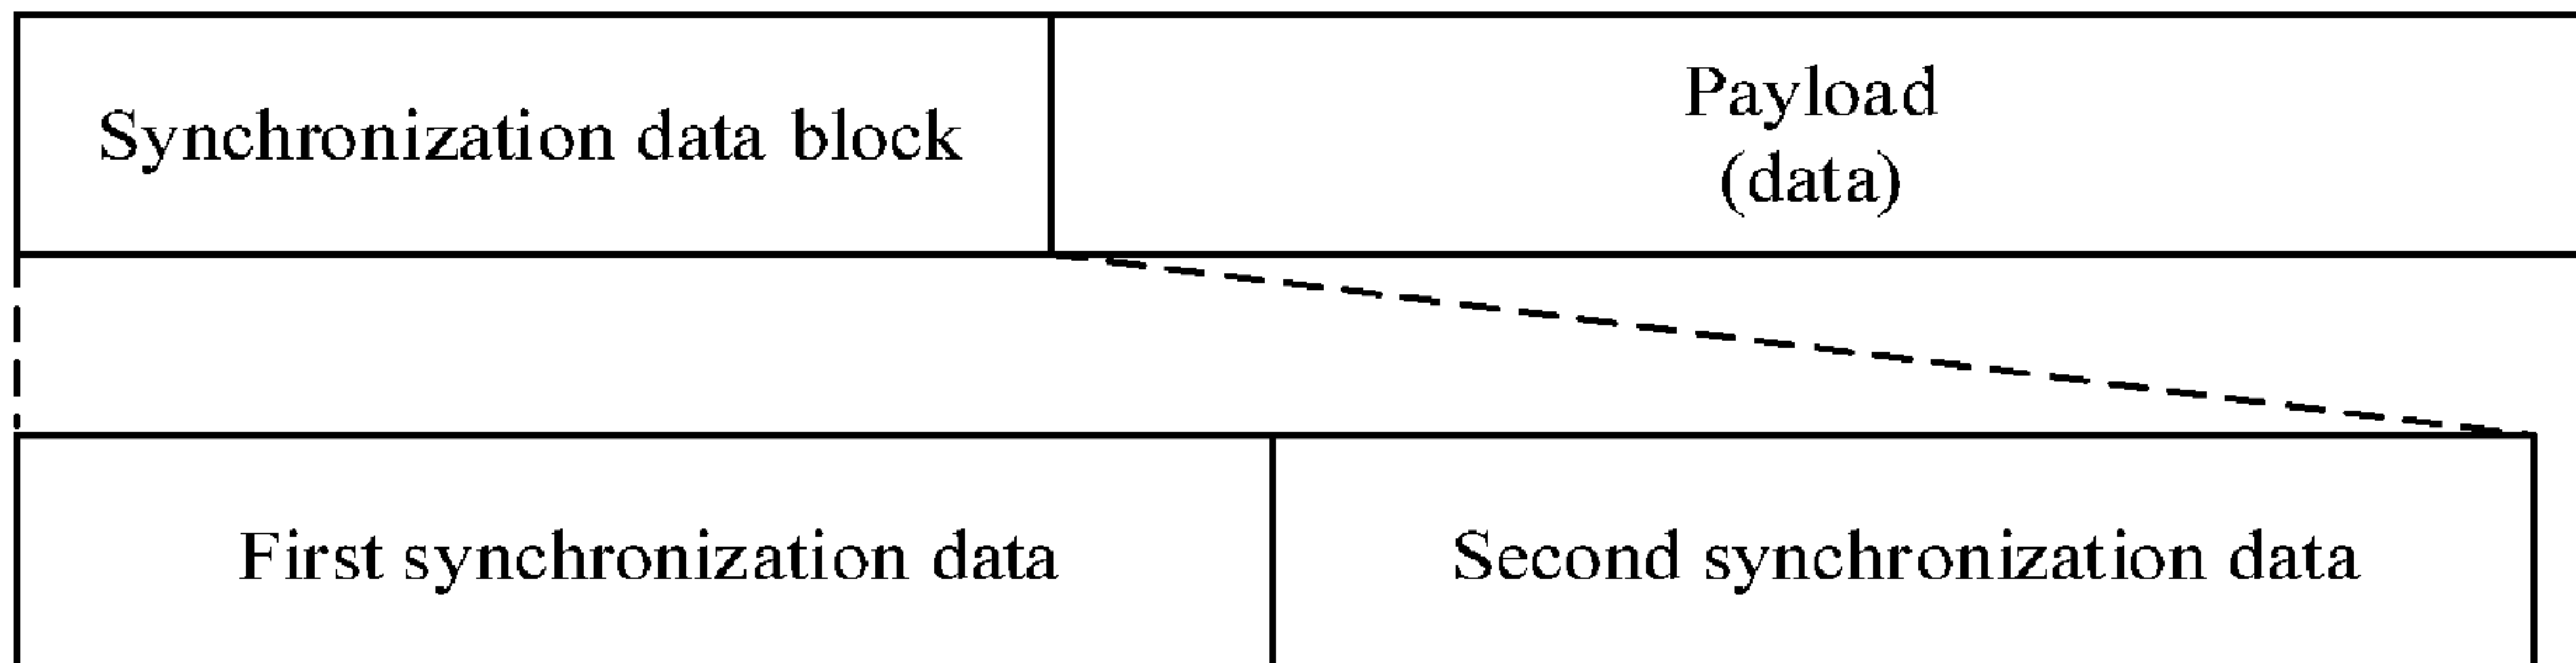 Synchronization data block
Payload
(data)
First synchronization data
Second synchronization data